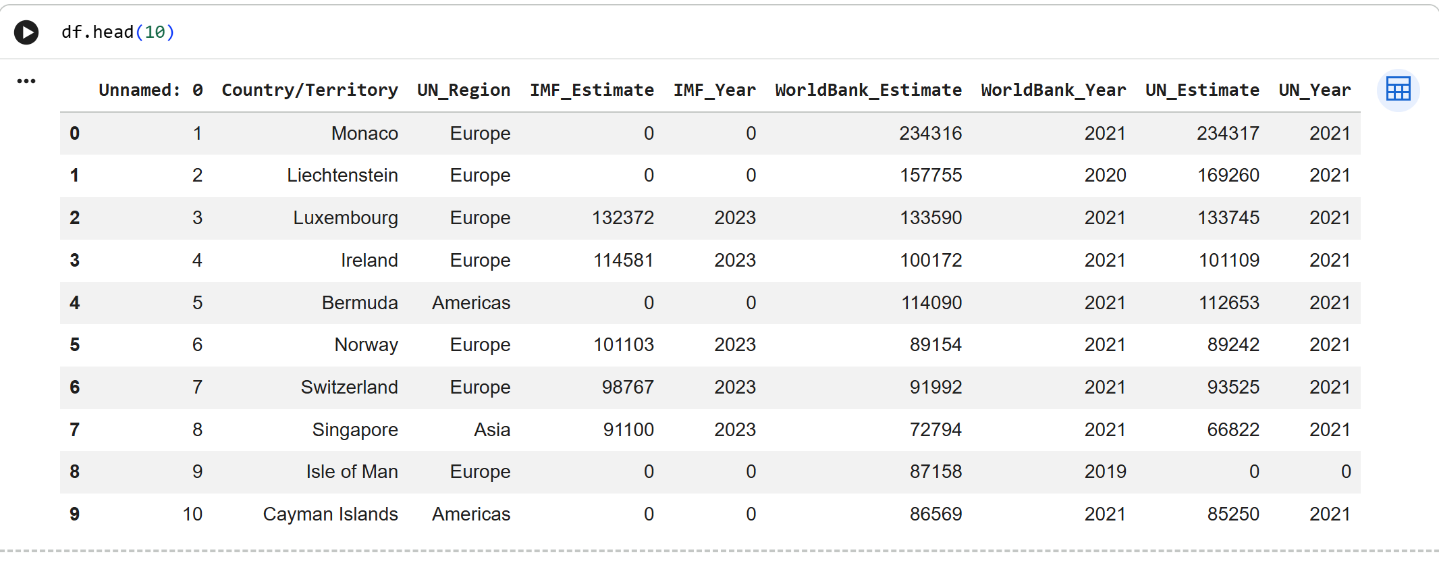 df.head(10)
Unnamed: 0 Country/Territory UN_Region IMF_Estimate IMF_Year WorldBank_Estimate WorldBank_Year UN_Estimate UN_Year
0 1 Monaco Europe 0 0 234316 2021 234317 2021
1 2 Liechtenstein Europe 0 0 157755 2020 169260 2021
2 3 Luxembourg Europe 132372 2023 133590 2021 133745 2021
3 4 Ireland Europe 114581 2023 100172 2021 101109 2021
4 5 Bermuda Americas 0 0 114090 2021 112653 2021
5 6 Norway Europe 101103 2023 89154 2021 89242 2021
6 7 Switzerland Europe 98767 2023 91992 2021 93525 2021
7 8 Singapore Asia 91100 2023 72794 2021 66822 2021
8 9 Isle of Man Europe 0 0 87158 2019 0 0
9 10 Cayman Islands Americas 0 0 86569 2021 85250 2021